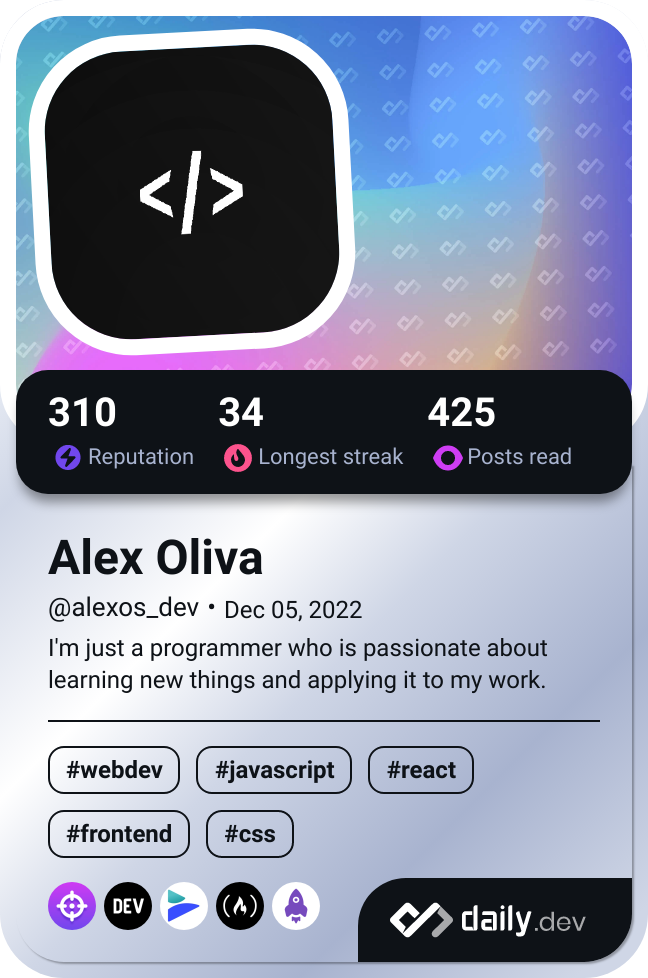 </>
310 34 425
Reputation Longest streak Posts read
Alex Oliva
@alexos_dev • Dec 05, 2022
I'm just a programmer who is passionate about
learning new things and applying it to my work.
#webdev #javascript #react
#frontend #css
DEV
daily.dev